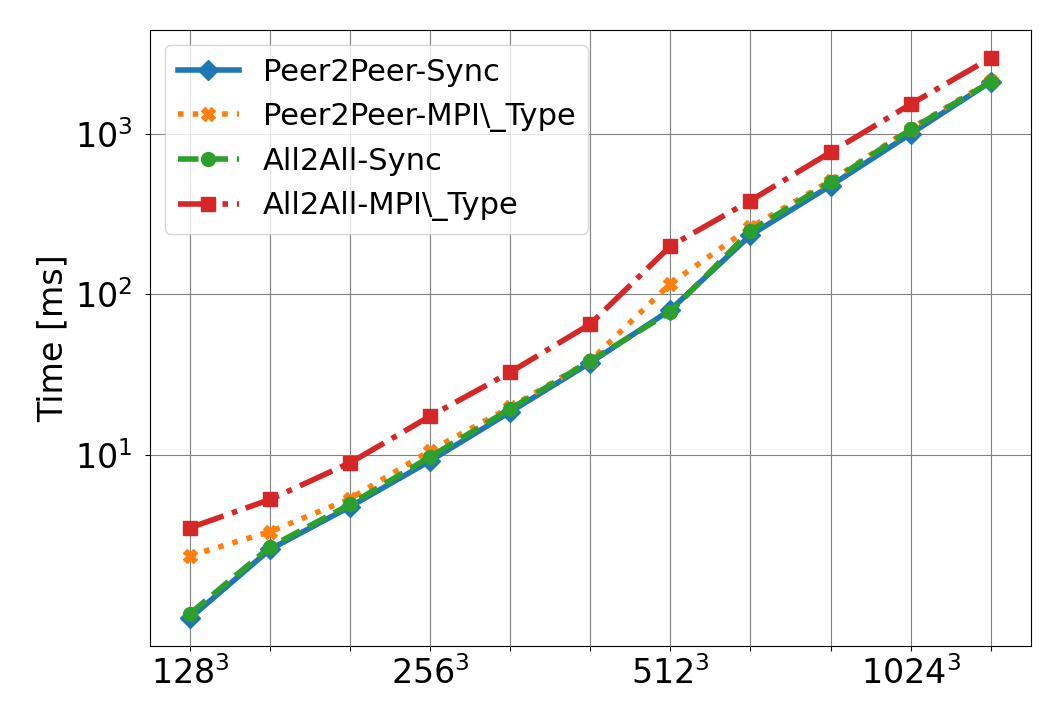 Peer2Peer-Sync
Peer2Peer-MPI\_Type
All2All-Sync
All2All-MPI\_Type
Time [ms]
10³
10²
10¹
128³ 256³ 512³ 1024³